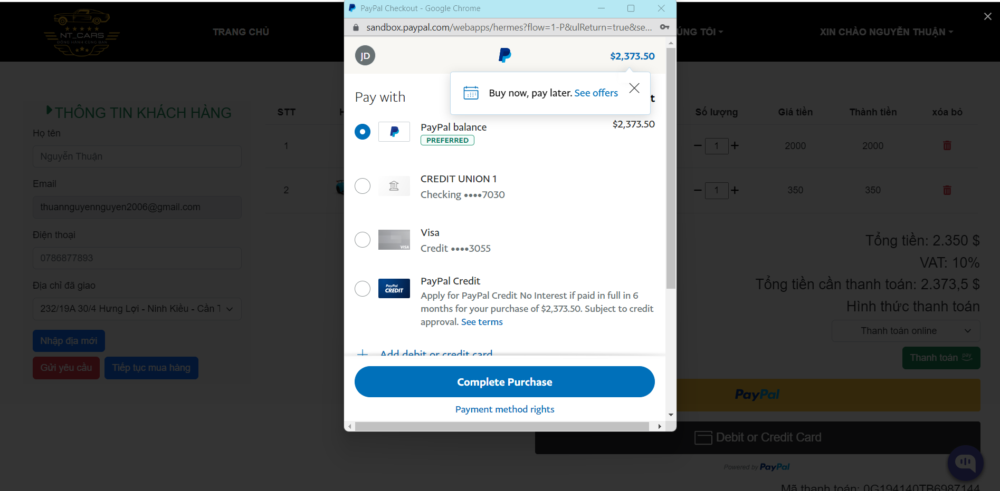 PayPal Checkout - Google Chrome
sandbox.paypal.com/webapps/hermes?flow=1-P&ulReturn=true&se...
NT_CARS
ĐỒNG HÀNH CÙNG BẠN
TRANG CHỦ
ÚNG TÔI
XIN CHÀO NGUYỄN THUẬN
JD
$2,373.50
Buy now, pay later. See offers
Pay with
t
PayPal balance
$2,373.50
PREFERRED
CREDIT UNION 1
Checking ••••7030
VISA
Visa
Credit ••••3055
PayPal
CREDIT
PayPal Credit
Apply for PayPal Credit No Interest if paid in full in 6
months for your purchase of $2,373.50. Subject to credit
approval. See terms
Add debit or credit card
Complete Purchase
Payment method rights
THÔNG TIN KHÁCH HÀNG
Họ tên
Nguyễn Thuận
Email
thuannguyennguyen2006@gmail.com
Điện thoại
0786877893
Địa chỉ đã giao
232/19A 30/4 Hưng Lợi - Ninh Kiều - Cần T
Nhập địa mới
Gửi yêu cầu
Tiếp tục mua hàng
STT H Số lượng Giá tiền Thành tiền xóa bỏ
1 1 2000 2000
2 1 350 350
Tổng tiền: 2.350 $
VAT: 10%
Tổng tiền cần thanh toán: 2.373,5 $
Hình thức thanh toán
Thanh toán online
Thanh toán pay
PayPal
Debit or Credit Card
Powered by PayPal
Mã thanh toán: 0G194140TB6987144